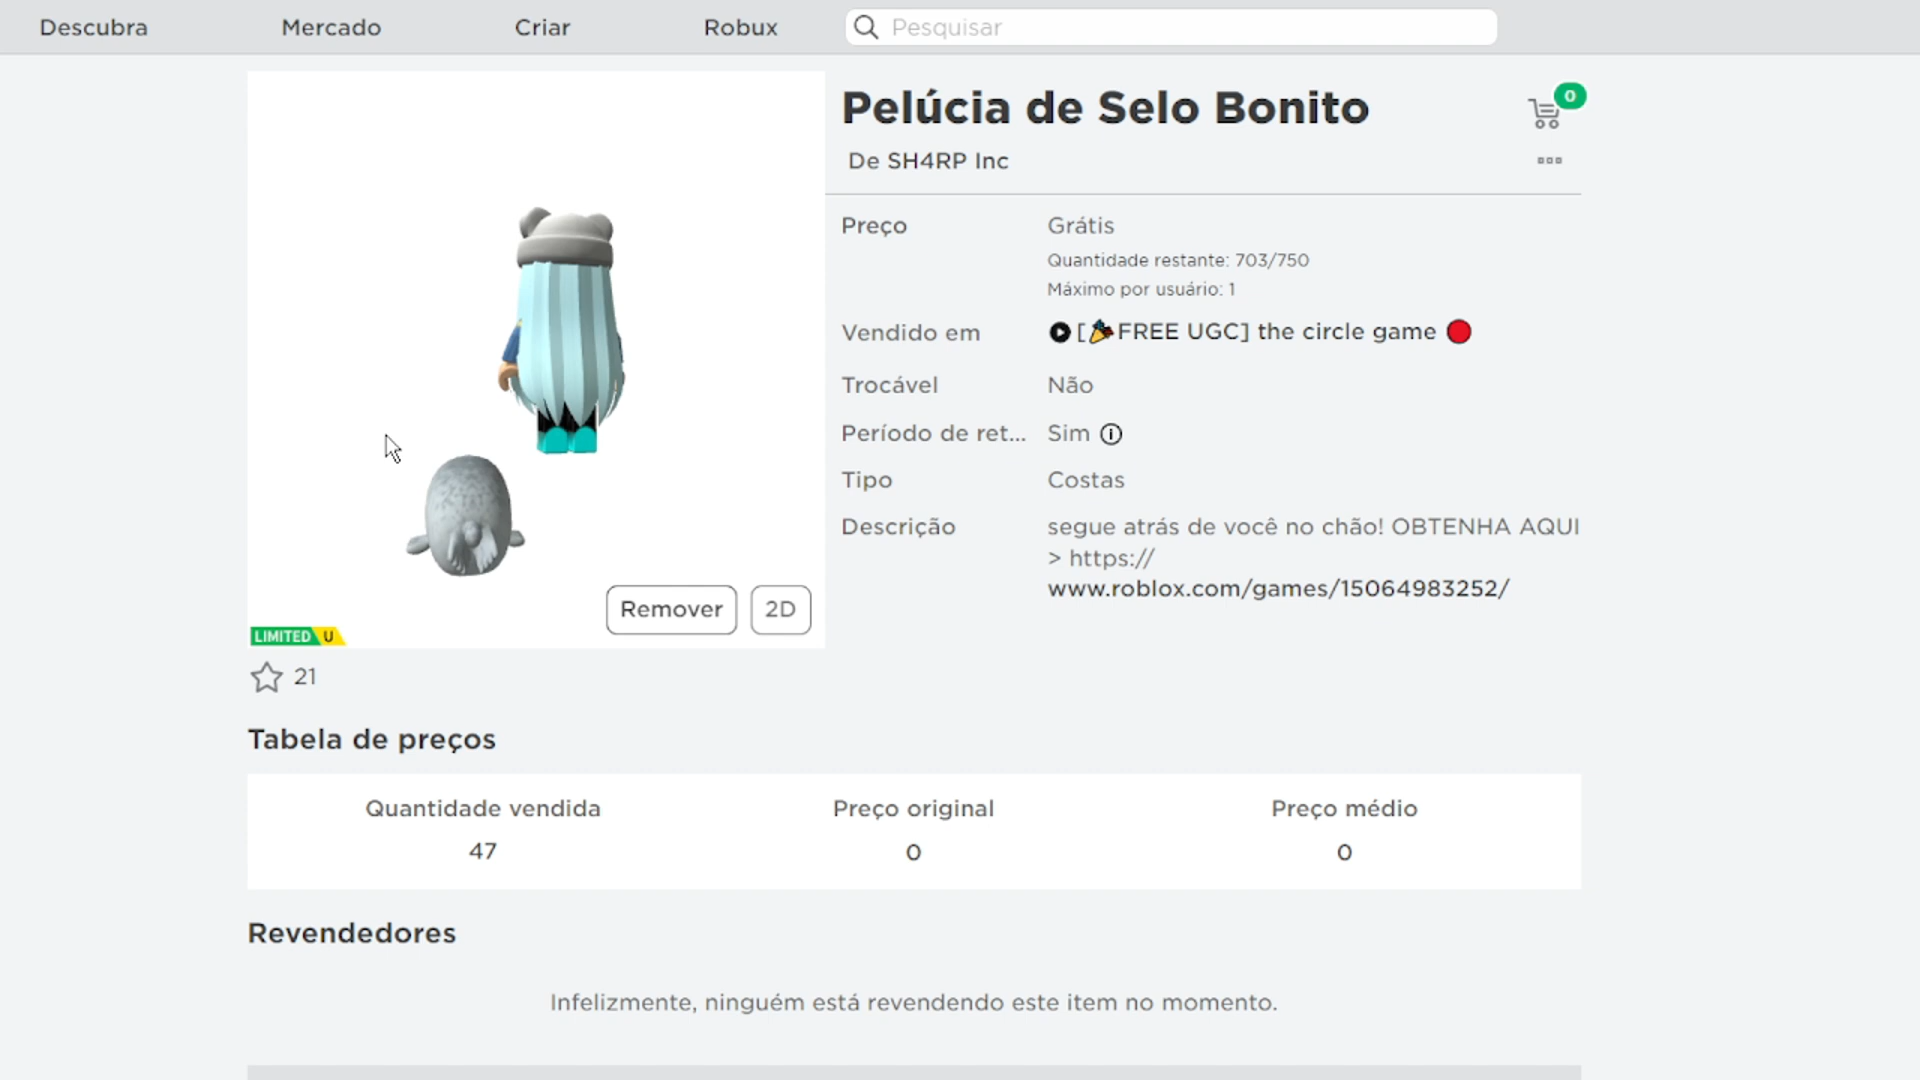 Descubra Mercado Criar Robux Pesquisar
Pelúcia de Selo Bonito
0
De SH4RP Inc
Preço Grátis
Quantidade restante: 703/750
Máximo por usuário: 1
Vendido em [🎉FREE UGC] the circle game 🔴
Trocável Não
Período de ret... Sim
Tipo Costas
Descrição segue atrás de você no chão! OBTENHA AQUI
> https://
www.roblox.com/games/15064983252/
Remover 2D
LIMITED U
21
Tabela de preços
Quantidade vendida Preço original Preço médio
47 0 0
Revendedores
Infelizmente, ninguém está revendendo este item no momento.